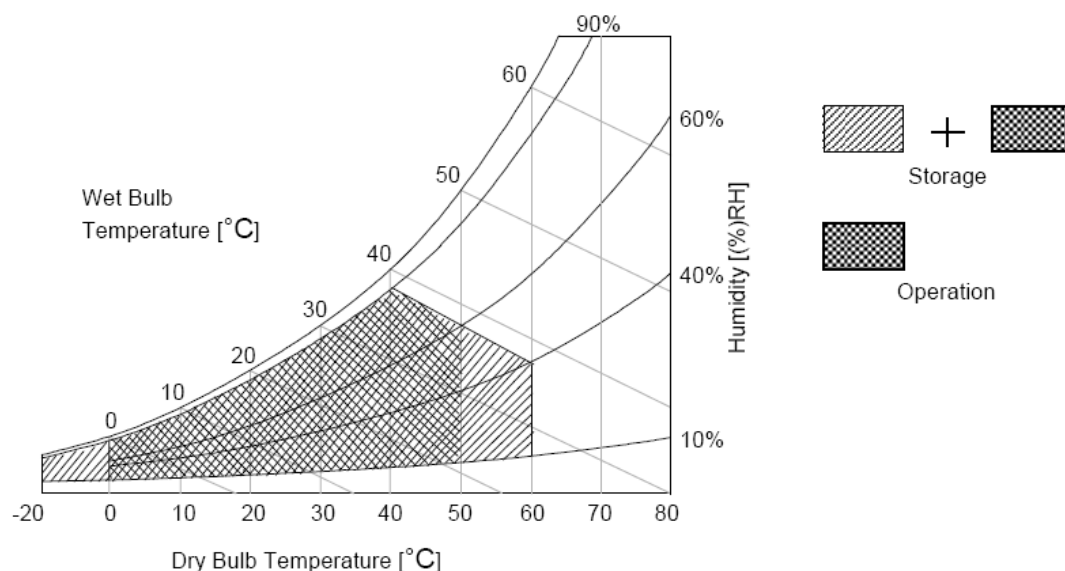 90%
60
60%
50
Wet Bulb
Temperature [°C]
40
40%
30
20
10
0
10%
Humidity [(%)RH]
-20 0 10 20 30 40 50 60 70 80
Dry Bulb Temperature [°C]
+
Storage
Operation